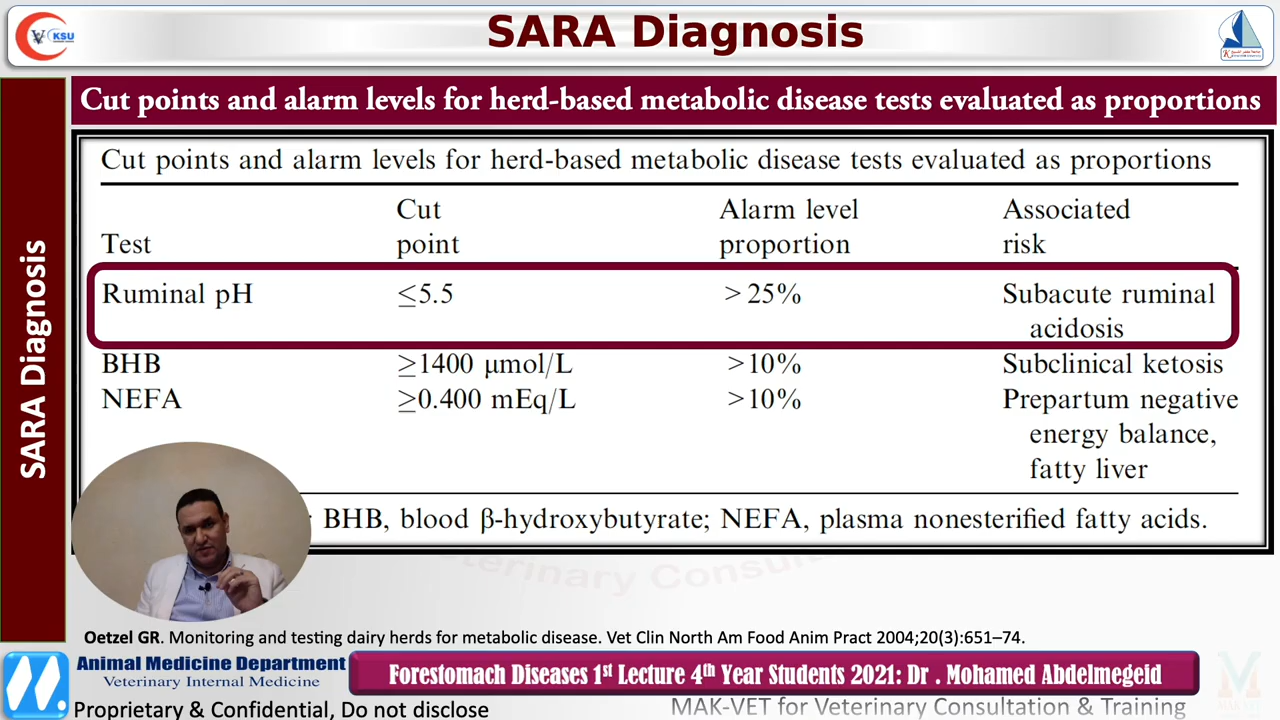 KSU
SARA Diagnosis
SARA Diagnosis
Cut points and alarm levels for herd-based metabolic disease tests evaluated as proportions
Cut points and alarm levels for herd-based metabolic disease tests evaluated as proportions
Test Cut point Alarm level proportion Associated risk
Ruminal pH ≤5.5 >25% Subacute ruminal
acidosis
BHB ≥1400 μmol/L >10% Subclinical ketosis
NEFA ≥0.400 mEq/L >10% Prepartum negative
energy balance,
fatty liver
BHB, blood β-hydroxybutyrate; NEFA, plasma nonesterified fatty acids.
Oetzel GR. Monitoring and testing dairy herds for metabolic disease. Vet Clin North Am Food Anim Pract 2004;20(3):651–74.
Animal Medicine Department
Veterinary Internal Medicine
Forestomach Diseases 1st Lecture 4th Year Students 2021: Dr . Mohamed Abdelmegeid
Proprietary & Confidential, Do not disclose
MAK-VET for Veterinary Consultation & Training